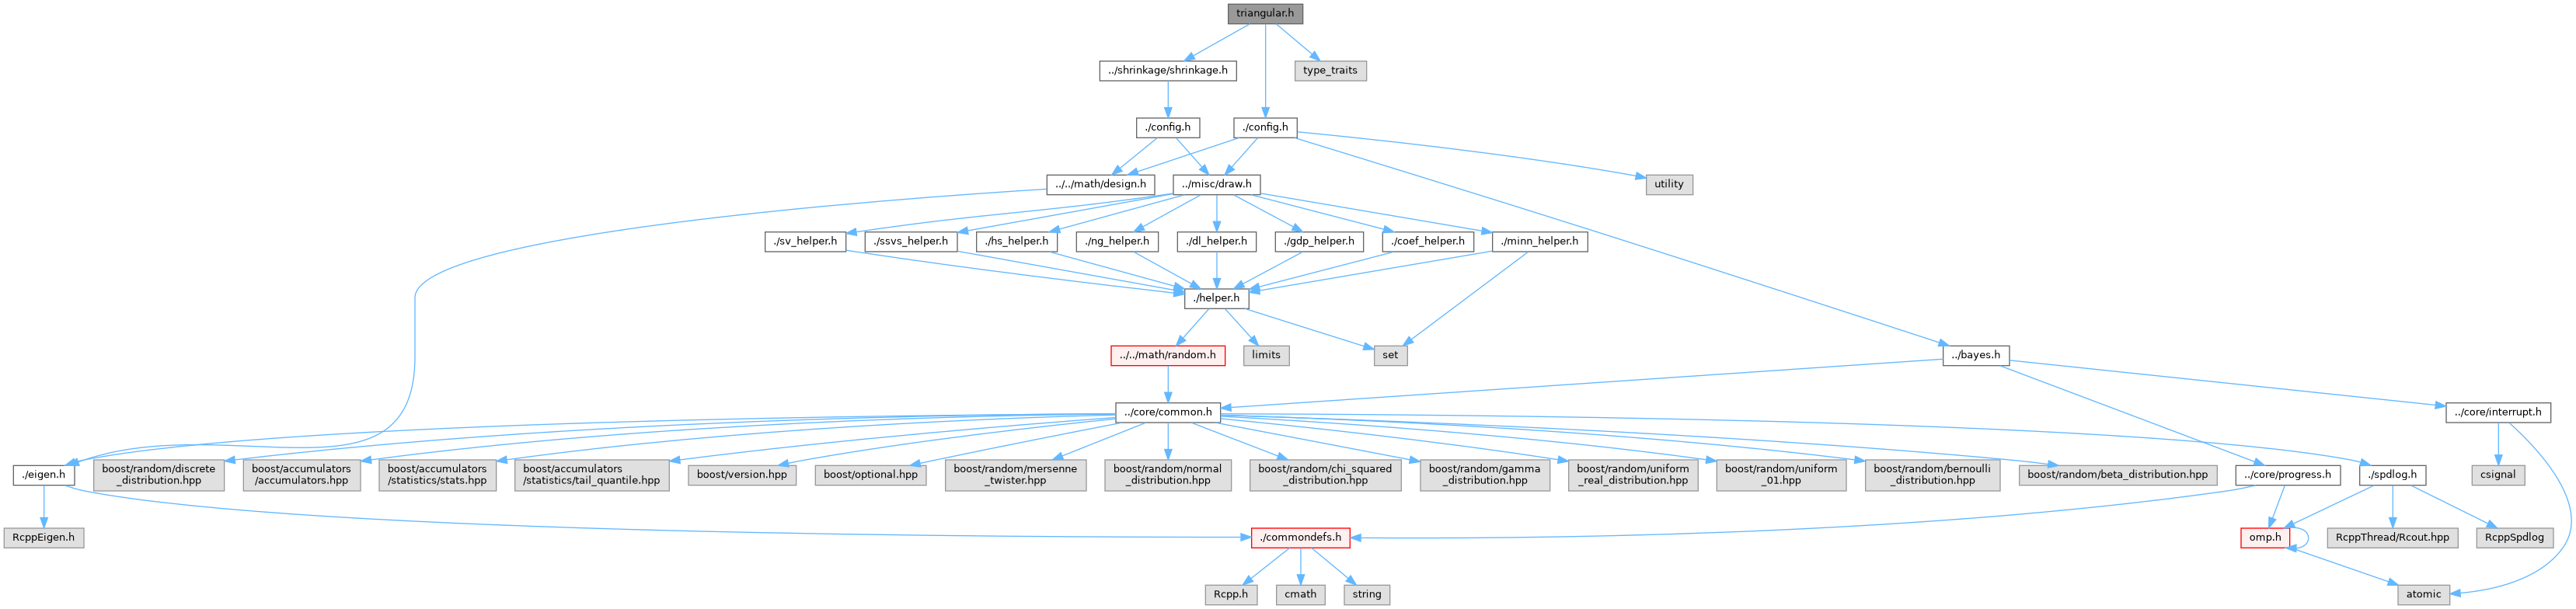 triangular.h
../shrinkage/shrinkage.h
type_traits
./config.h
./config.h
../../math/design.h
../misc/draw.h
utility
./sv_helper.h
./ssvs_helper.h
./hs_helper.h
./ng_helper.h
./dl_helper.h
./gdp_helper.h
./coef_helper.h
./minn_helper.h
./helper.h
../../math/random.h
limits
set
../bayes.h
../core/common.h
../core/interrupt.h
./eigen.h
boost/random/discrete
_distribution.hpp
boost/accumulators
/accumulators.hpp
boost/accumulators
/statistics/stats.hpp
boost/accumulators
/statistics/tail_quantile.hpp
boost/version.hpp
boost/optional.hpp
boost/random/mersenne
_twister.hpp
boost/random/normal
_distribution.hpp
boost/random/chi_squared
_distribution.hpp
boost/random/gamma
_distribution.hpp
boost/random/uniform
_real_distribution.hpp
boost/random/uniform
_01.hpp
boost/random/bernoulli
_distribution.hpp
boost/random/beta_distribution.hpp
../core/progress.h
./spdlog.h
csignal
RcppEigen.h
./commondefs.h
omp.h
RcppThread/Rcout.hpp
RcppSpdlog
Rcpp.h
cmath
string
atomic